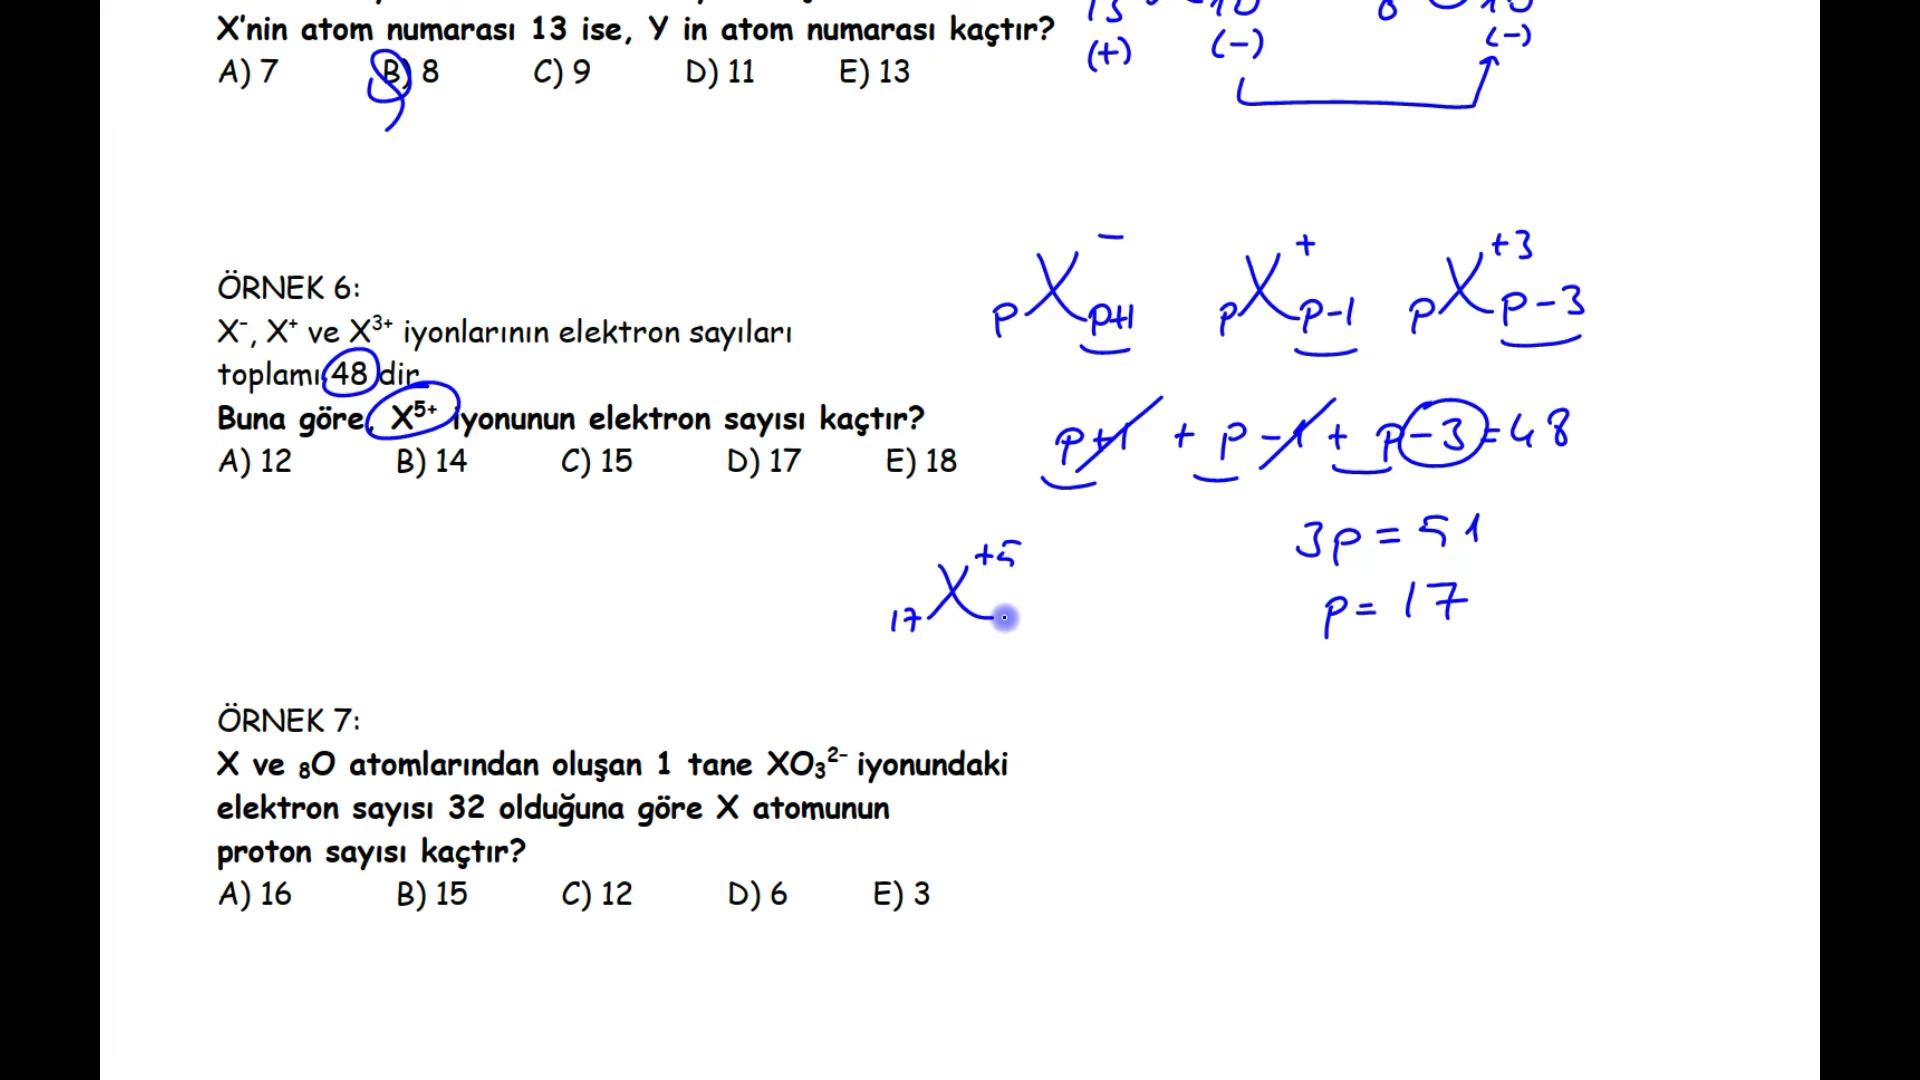 X'nin atom numarası 13 ise, Y in atom numarası kaçtır?
(+) (-) (-)
A) 7 B) 8 C) 9 D) 11 E) 13
ÖRNEK 6:
X⁻, X⁺ ve X³⁺ iyonlarının elektron sayıları
toplamı 48 dir.
Buna göre, X⁵⁺ iyonunun elektron sayısı kaçtır?
A) 12 B) 14 C) 15 D) 17 E) 18
pX⁻p+1 pX⁺p-1 pX⁺³p-3
p+1 + p-1 + p-3 = 48
3p = 51
p = 17
17X⁺⁵
ÖRNEK 7:
X ve ₈O atomlarından oluşan 1 tane XO₃²⁻ iyonundaki
elektron sayısı 32 olduğuna göre X atomunun
proton sayısı kaçtır?
A) 16 B) 15 C) 12 D) 6 E) 3